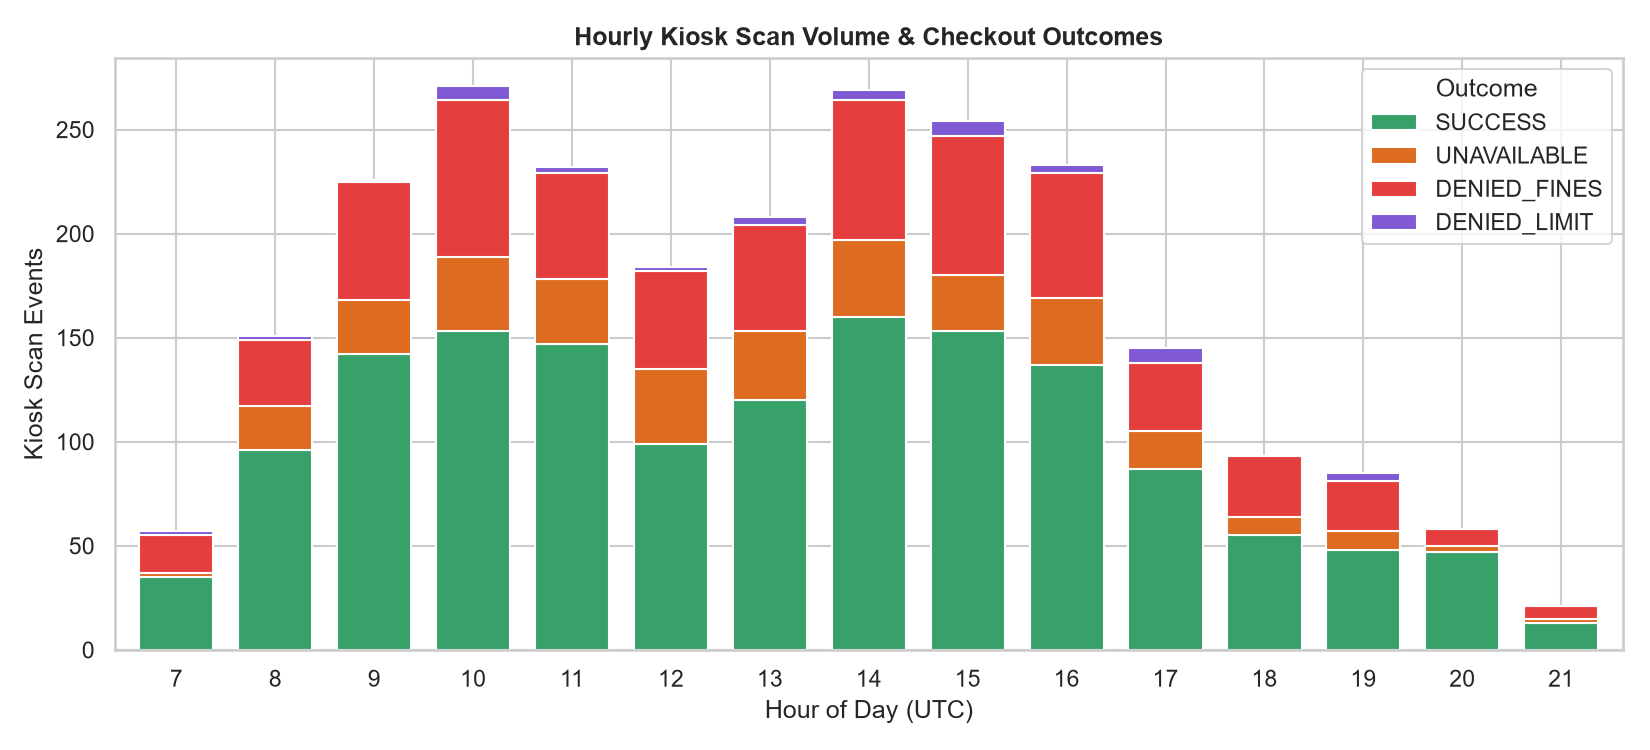 Hourly Kiosk Scan Volume & Checkout Outcomes
Outcome
SUCCESS
UNAVAILABLE
DENIED_FINES
DENIED_LIMIT
Kiosk Scan Events
250
200
150
100
50
0
7 8 9 10 11 12 13 14 15 16 17 18 19 20 21
Hour of Day (UTC)